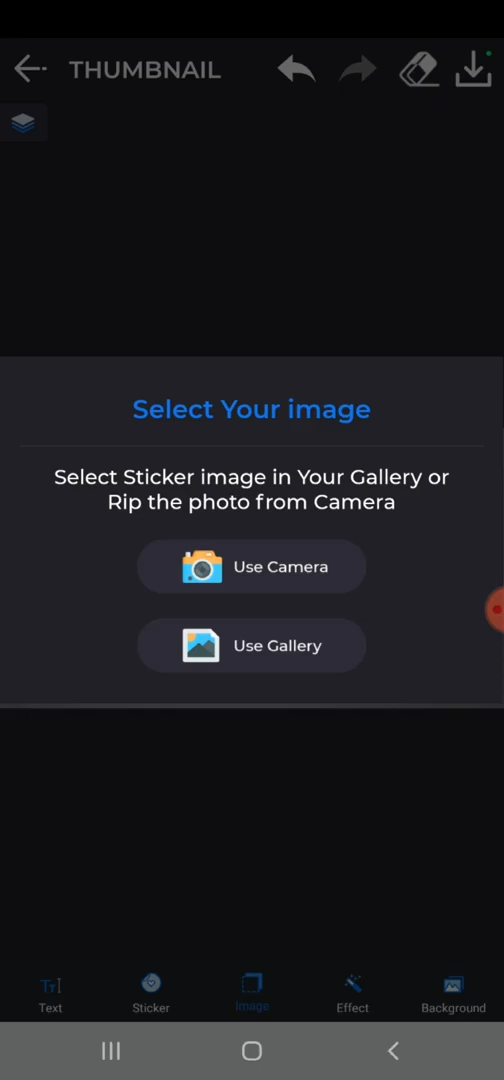 THUMBNAIL
Select Your image
Select Sticker image in Your Gallery or
Rip the photo from Camera
Use Camera
Use Gallery
Text Sticker Image Effect Background